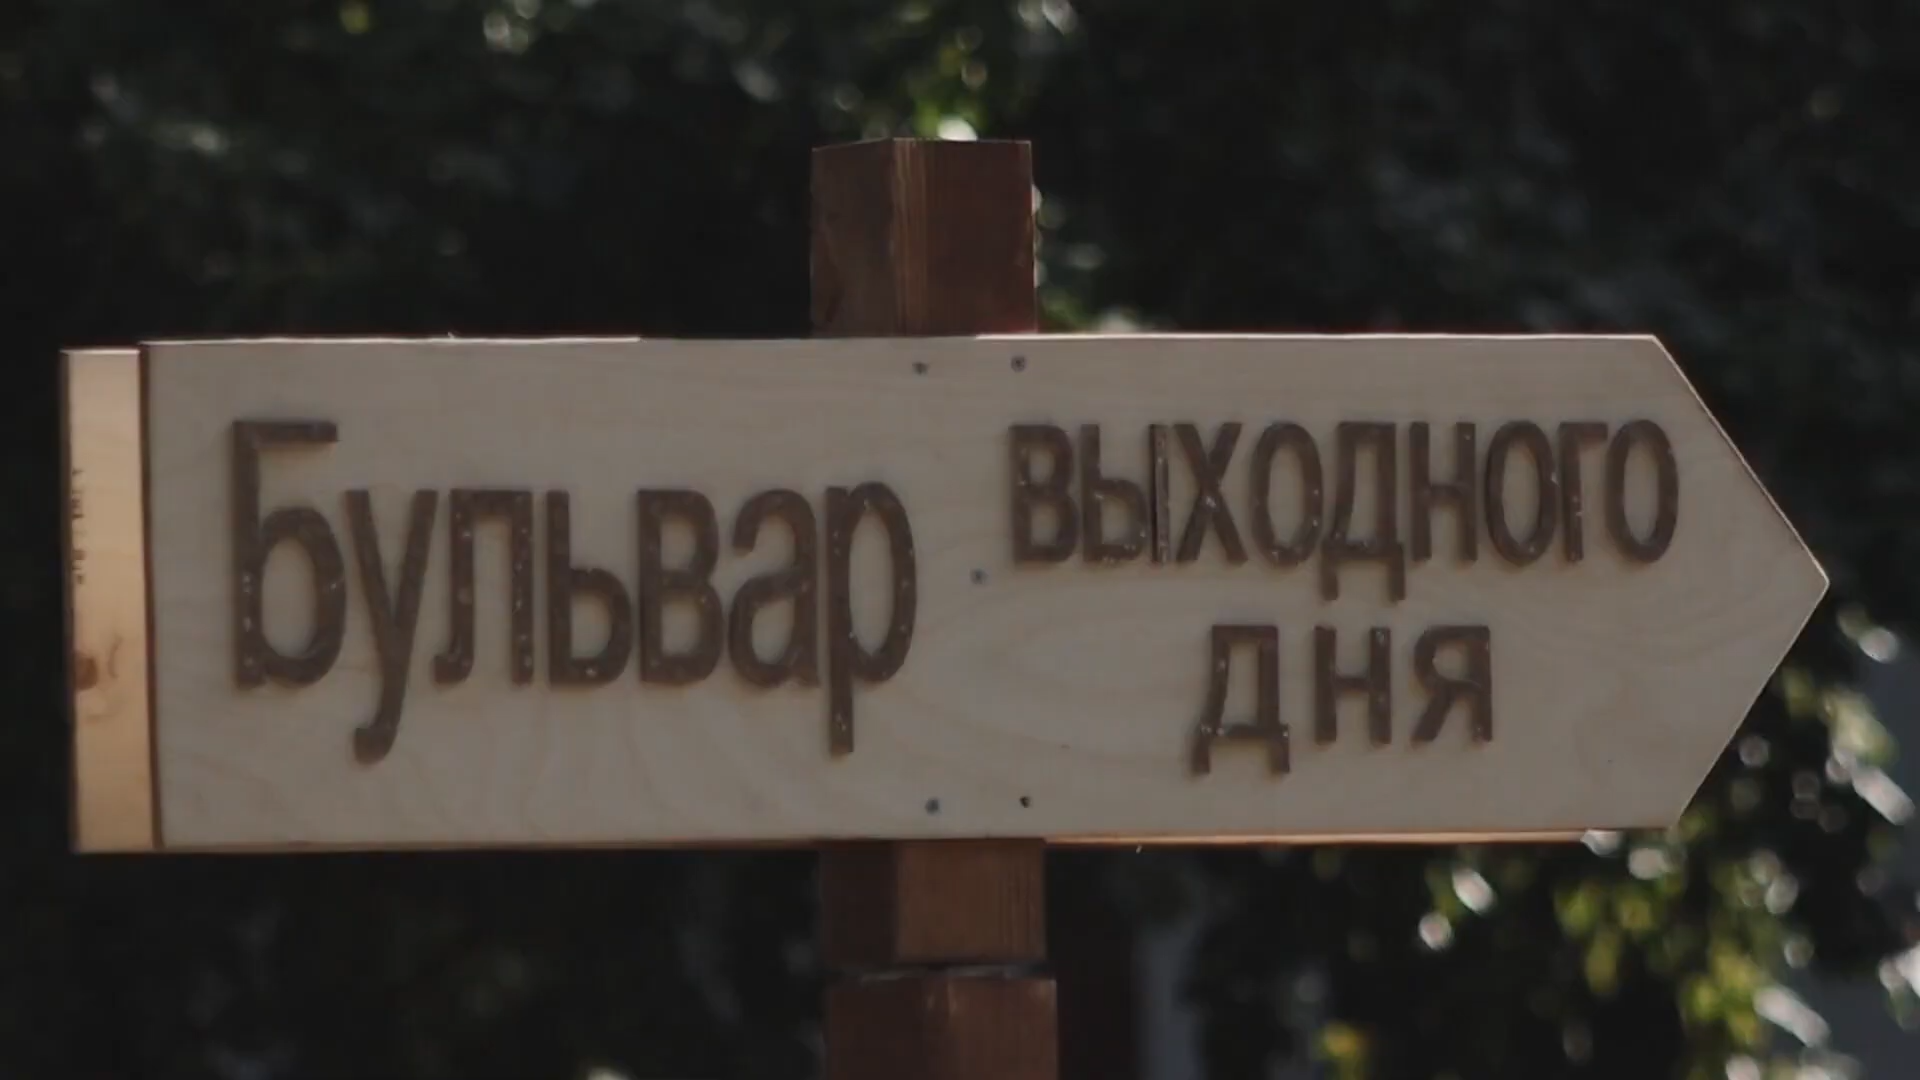 Бульвар
выходного
дня